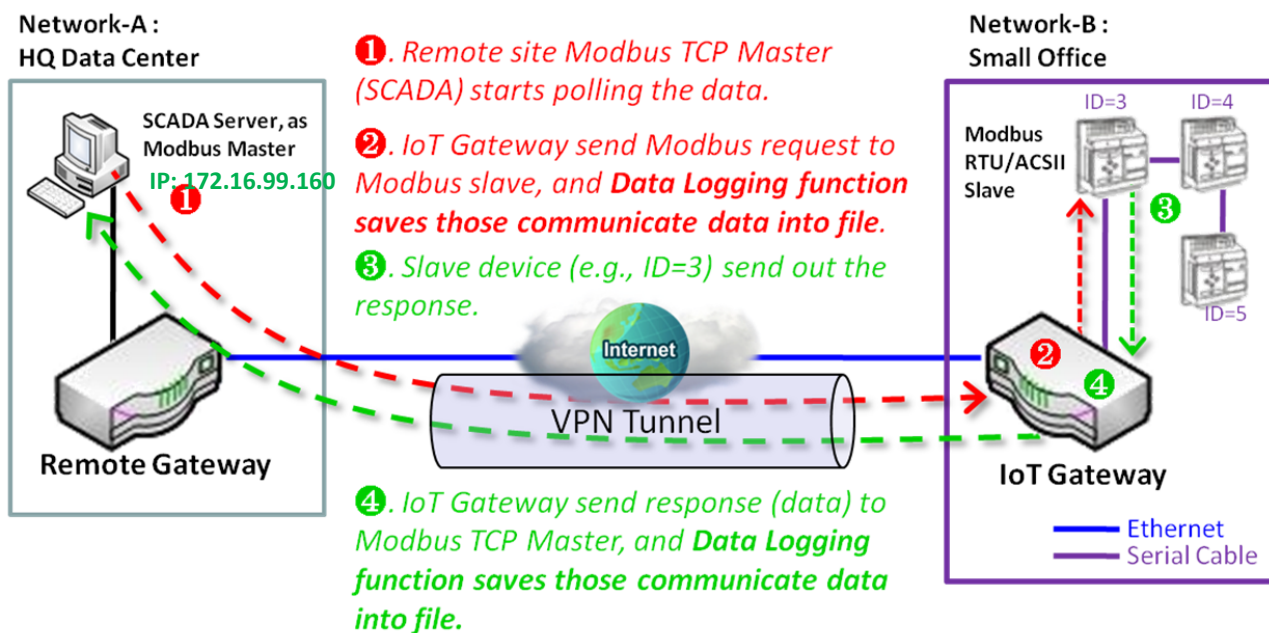 Network-A :
HQ Data Center
SCADA Server, as
Modbus Master
IP: 172.16.99.160
❶
Remote Gateway
❶. Remote site Modbus TCP Master
(SCADA) starts polling the data.
❷. IoT Gateway send Modbus request to
Modbus slave, and Data Logging function
saves those communicate data into file.
❸. Slave device (e.g., ID=3) send out the
response.
Internet
VPN Tunnel
❹. IoT Gateway send response (data) to
Modbus TCP Master, and Data Logging
function saves those communicate data
into file.
Network-B :
Small Office
ID=3
ID=4
Modbus
RTU/ACSII
Slave
❸
ID=5
❷
❹
IoT Gateway
Ethernet
Serial Cable